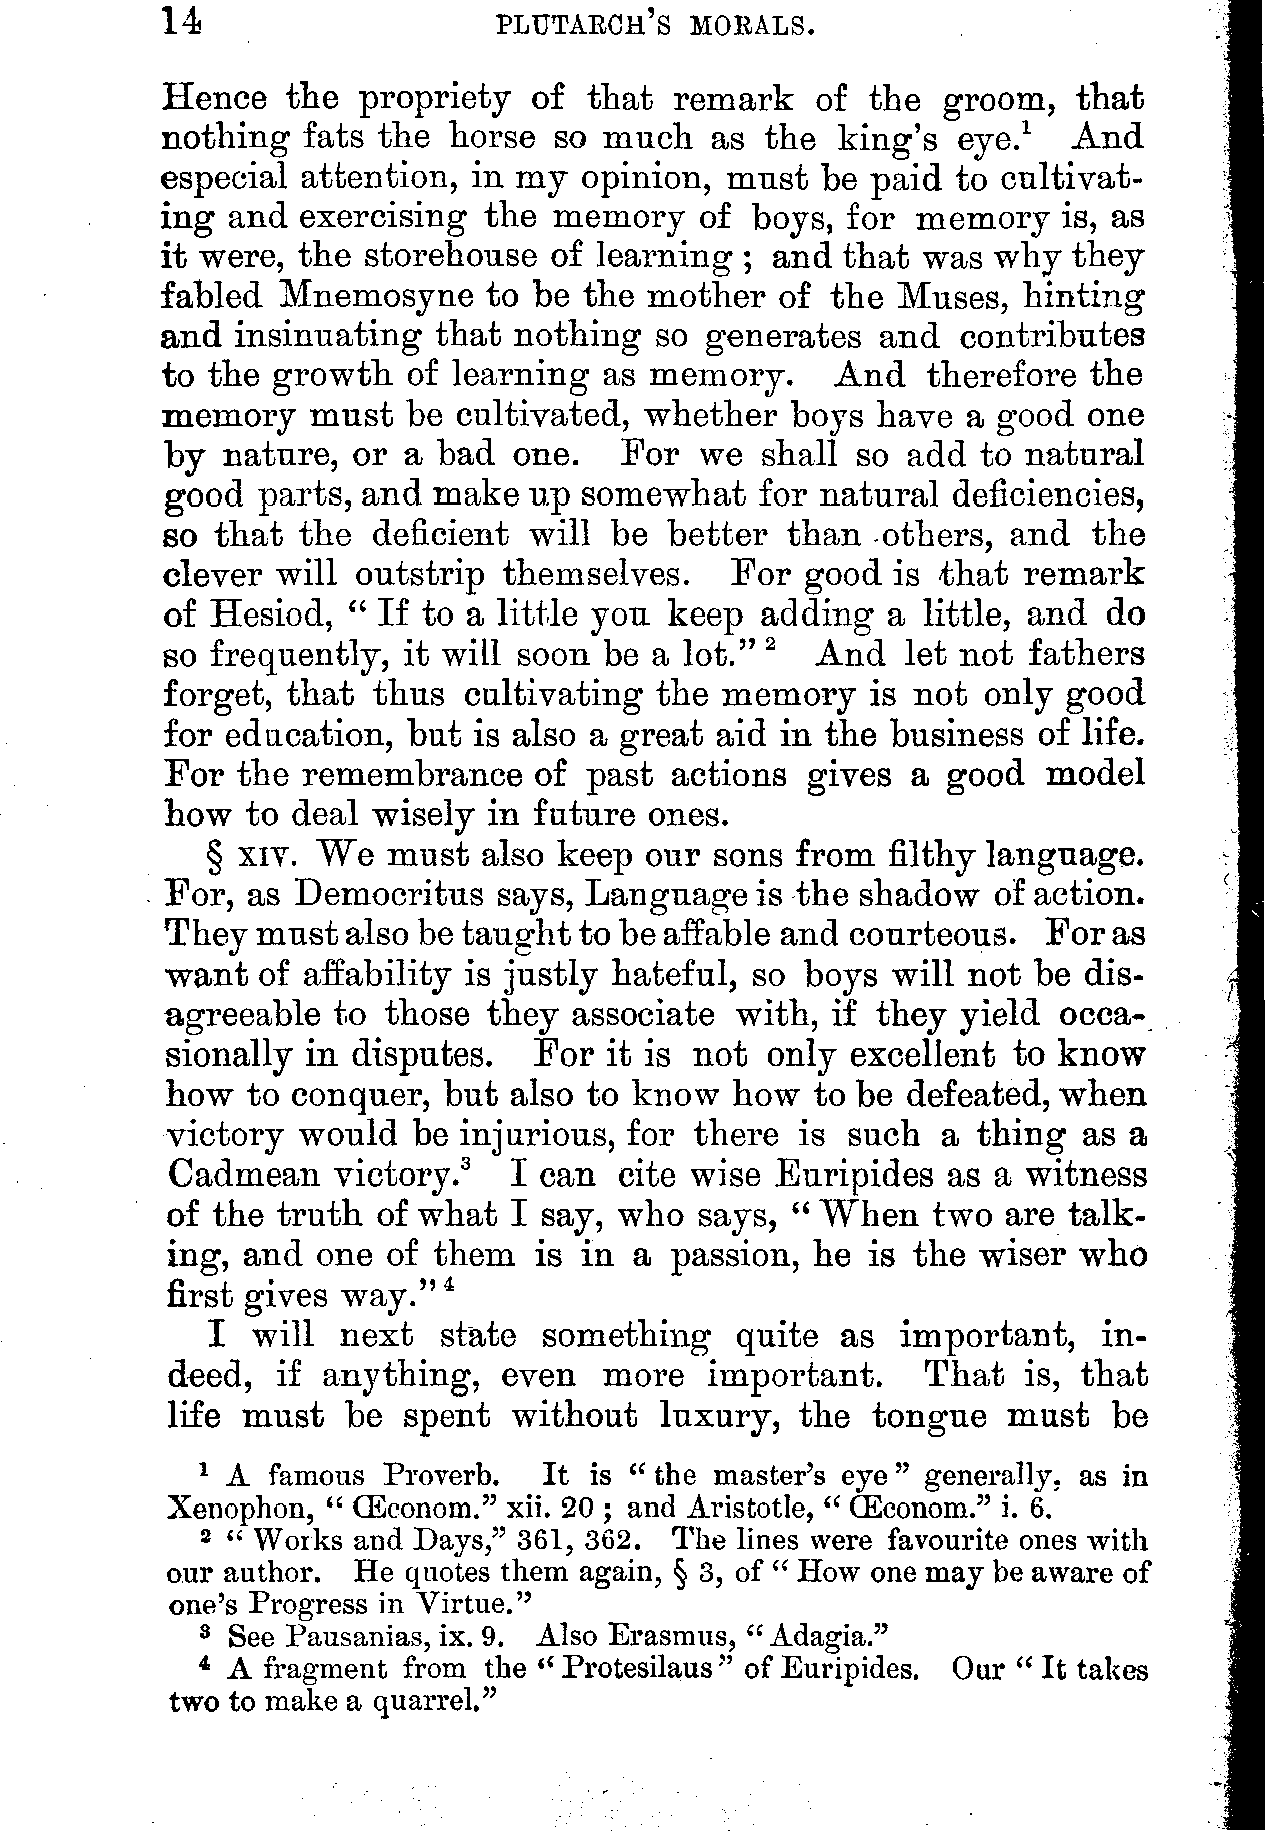 14 PLUTARCH'S MORALS.
Hence the propriety of that remark of the groom, that
nothing fats the horse so much as the king's eye.¹ And
especial attention, in my opinion, must be paid to cultivat-
ing and exercising the memory of boys, for memory is, as
it were, the storehouse of learning ; and that was why they
fabled Mnemosyne to be the mother of the Muses, hinting
and insinuating that nothing so generates and contributes
to the growth of learning as memory. And therefore the
memory must be cultivated, whether boys have a good one
by nature, or a bad one. For we shall so add to natural
good parts, and make up somewhat for natural deficiencies,
so that the deficient will be better than others, and the
clever will outstrip themselves. For good is that remark
of Hesiod, “ If to a little you keep adding a little, and do
so frequently, it will soon be a lot.” ² And let not fathers
forget, that thus cultivating the memory is not only good
for education, but is also a great aid in the business of life.
For the remembrance of past actions gives a good model
how to deal wisely in future ones.
§ XIV. We must also keep our sons from filthy language.
For, as Democritus says, Language is the shadow of action.
They must also be taught to be affable and courteous. For as
want of affability is justly hateful, so boys will not be dis-
agreeable to those they associate with, if they yield occa-
sionally in disputes. For it is not only excellent to know
how to conquer, but also to know how to be defeated, when
victory would be injurious, for there is such a thing as a
Cadmean victory.³ I can cite wise Euripides as a witness
of the truth of what I say, who says, “ When two are talk-
ing, and one of them is in a passion, he is the wiser who
first gives way.” ⁴
I will next state something quite as important, in-
deed, if anything, even more important. That is, that
life must be spent without luxury, the tongue must be
¹ A famous Proverb. It is “ the master's eye ” generally, as in
Xenophon, “ Œconom.” xii. 20 ; and Aristotle, “ Œconom.” i. 6.
² “ Works and Days,” 361, 362. The lines were favourite ones with
our author. He quotes them again, § 3, of “ How one may be aware of
one's Progress in Virtue.”
³ See Pausanias, ix. 9. Also Erasmus, “ Adagia.”
⁴ A fragment from the “ Protesilaus ” of Euripides. Our “ It takes
two to make a quarrel.”